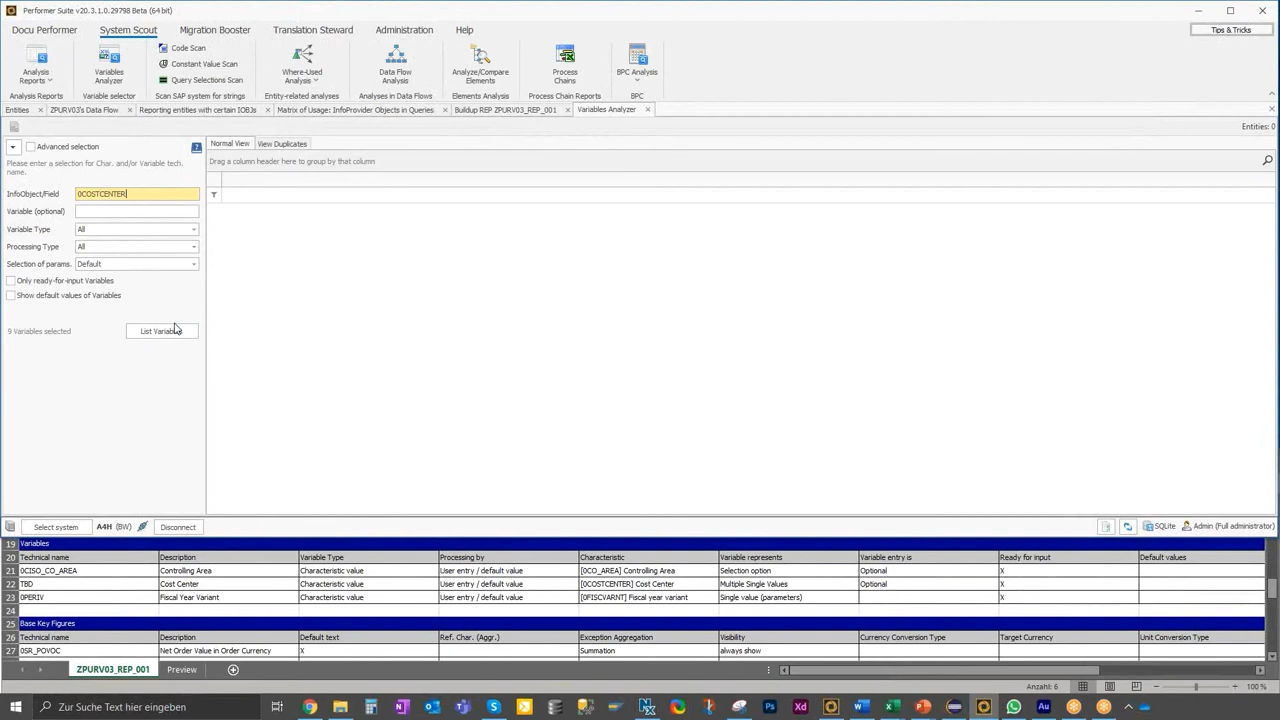 Performer Suite v20.3.1.0.29798 Beta (64 bit)
Docu Performer System Scout Migration Booster Translation Steward Administration Help Tips & Tricks
Analysis Reports
Variables Analyzer
Code Scan
Constant Value Scan
Query Selections Scan
Where-Used Analysis
Data Flow Analysis
Analyze/Compare Elements
Process Chains
BPC Analysis
Analysis Reports Variable selector Scan SAP system for strings Entity-related analyses Analyses in Data Flows Elements Analysis Process Chain Reports BPC
Entities ZPURV03's Data Flow Reporting entities with certain IOBJs Matrix of Usage: InfoProvider Objects in Queries Buildup REP ZPURV03_REP_001 Variables Analyzer
Entities: 0
Advanced selection
Normal View View Duplicates
Please enter a selection for Char. and/or Variable tech. name.
Drag a column header here to group by that column
InfoObject/Field 0COSTCENTER
Variable (optional)
Variable Type All
Processing Type All
Selection of params. Default
Only ready-for-input Variables
Show default values of Variables
9 Variables selected List Variables
Select system A4H (BW) Disconnect SQLite Admin (Full administrator)
19 Variables
20 Technical name Description Variable Type Processing by Characteristic Variable represents Variable entry is Ready for input Default values
21 0CISO_CO_AREA Controlling Area Characteristic value User entry / default value [0CO_AREA] Controlling Area Selection option Optional X
22 TBD Cost Center Characteristic value User entry / default value [0COSTCENTER] Cost Center Multiple Single Values Optional X
23 0PERIV Fiscal Year Variant Characteristic value User entry / default value [0FISCVARNT] Fiscal year variant Single value (parameters) X
24
25 Base Key Figures
26 Technical name Description Default text Ref. Char. (Aggr.) Exception Aggregation Visibility Currency Conversion Type Target Currency Unit Conversion Type
27 0SR_POVOC Net Order Value in Order Currency X Summation always show
ZPURV03_REP_001 Preview
Anzahl: 6 100 %
Zur Suche Text hier eingeben